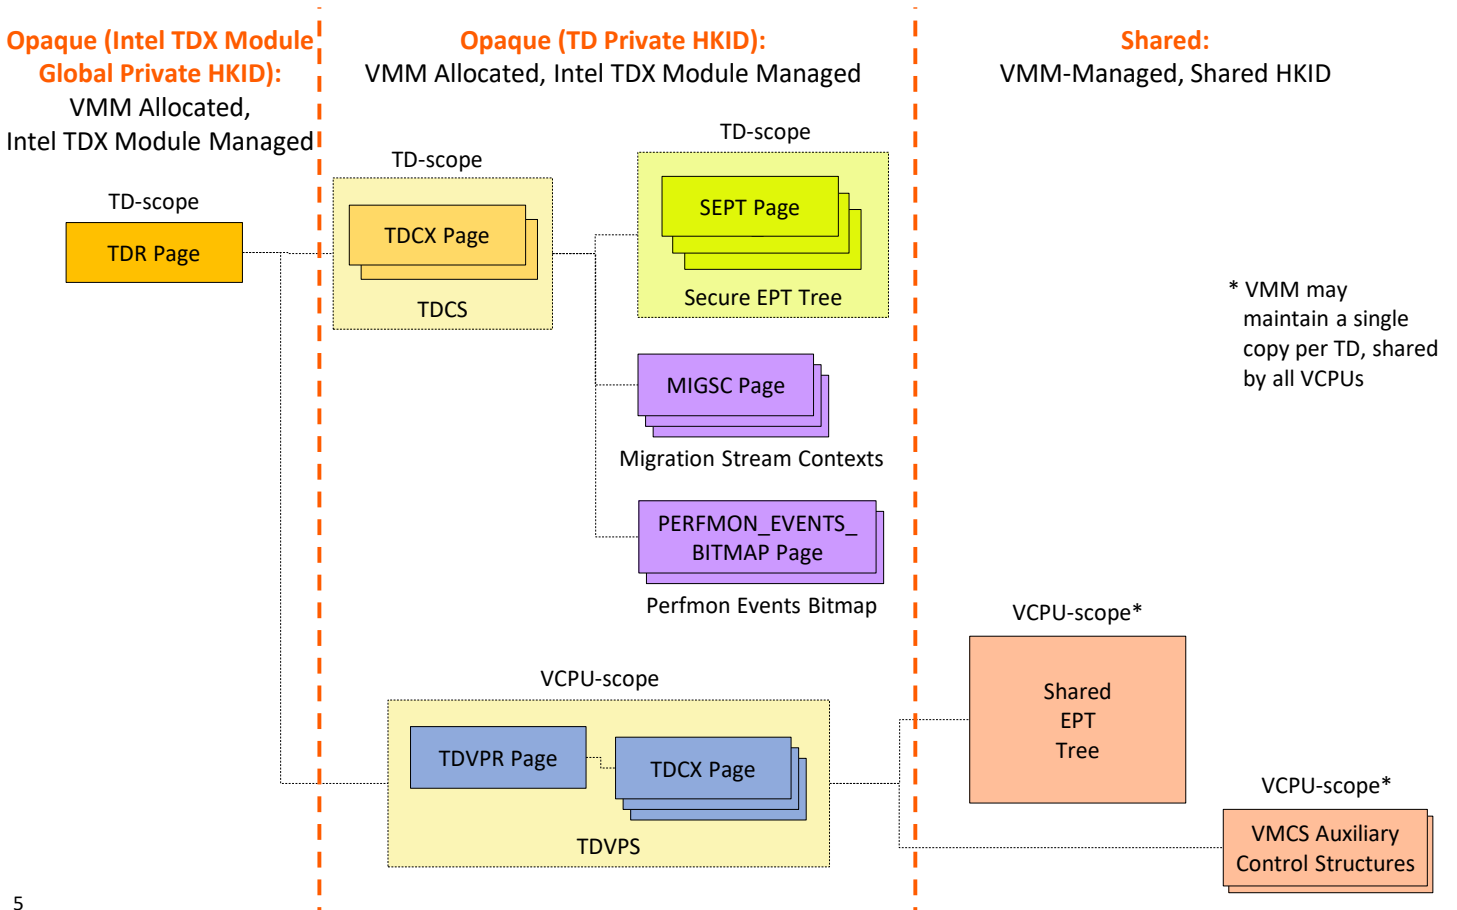 Opaque (Intel TDX Module
Global Private HKID):
VMM Allocated,
Intel TDX Module Managed
Opaque (TD Private HKID):
VMM Allocated, Intel TDX Module Managed
Shared:
VMM-Managed, Shared HKID
TD-scope
TDR Page
TD-scope
TDCX Page
TDCS
TD-scope
SEPT Page
Secure EPT Tree
MIGSC Page
Migration Stream Contexts
PERFMON_EVENTS_
BITMAP Page
Perfmon Events Bitmap
* VMM may
maintain a single
copy per TD, shared
by all VCPUs
VCPU-scope
TDVPR Page
TDCX Page
TDVPS
VCPU-scope*
Shared
EPT
Tree
VCPU-scope*
VMCS Auxiliary
Control Structures
5